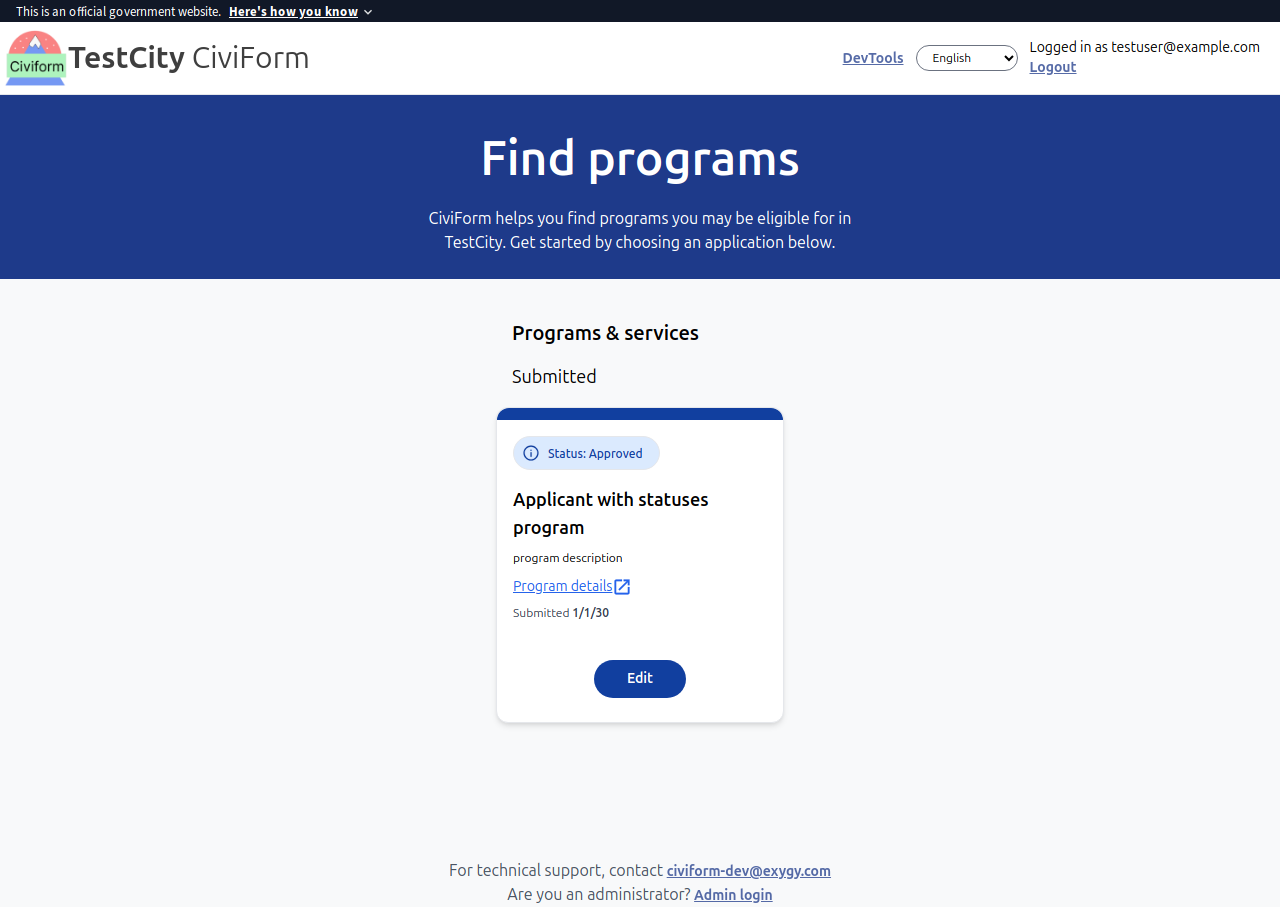 This is an official government website. Here's how you know
Civiform
TestCity CiviForm
DevTools
English
Logged in as testuser@example.com
Logout
Find programs
CiviForm helps you find programs you may be eligible for in
TestCity. Get started by choosing an application below.
Programs & services
Submitted
Status: Approved
Applicant with statuses
program
program description
Program details
Submitted 1/1/30
Edit
For technical support, contact civiform-dev@exygy.com
Are you an administrator? Admin login